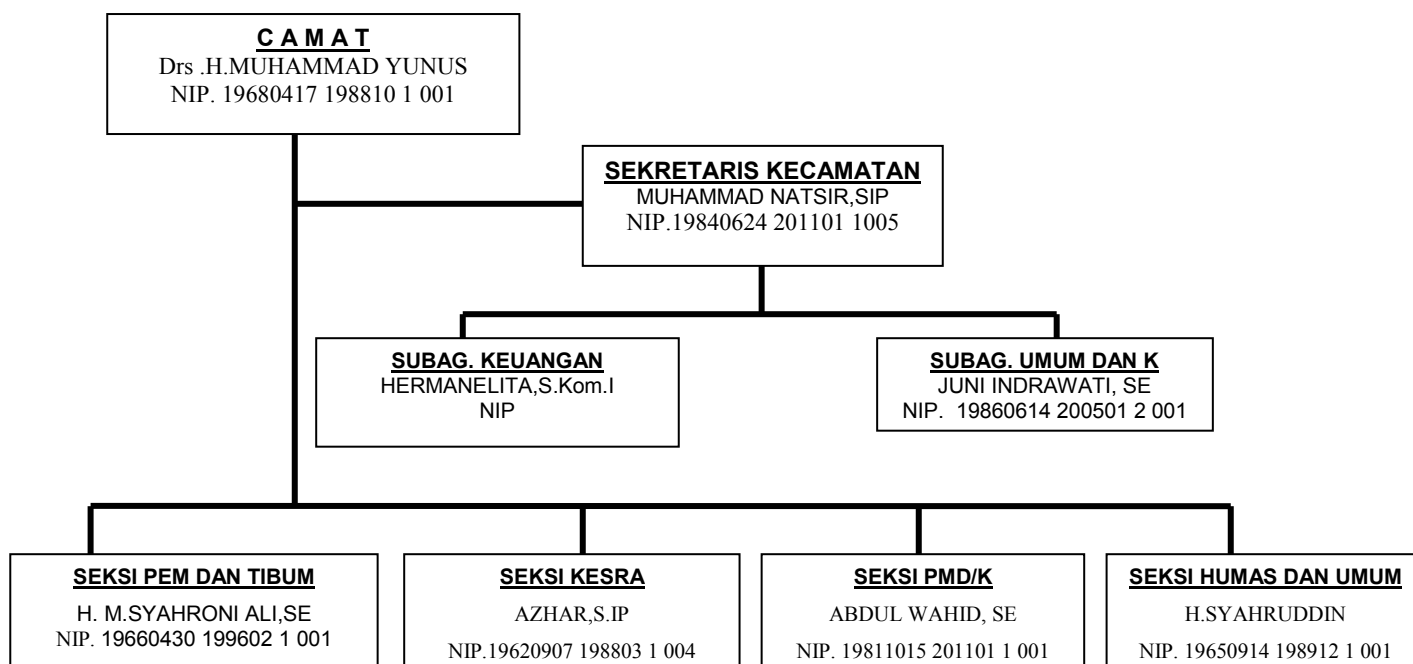 C A M A T
Drs .H.MUHAMMAD YUNUS
NIP. 19680417 198810 1 001
SEKRETARIS KECAMATAN
MUHAMMAD NATSIR,SIP
NIP.19840624 201101 1005
SUBAG. KEUANGAN
HERMANELITA,S.Kom.I
NIP
SUBAG. UMUM DAN K
JUNI INDRAWATI, SE
NIP.  19860614 200501 2 001
SEKSI PEM DAN TIBUM
H. M.SYAHRONI ALI,SE
NIP. 19660430 199602 1 001
SEKSI KESRA
AZHAR,S.IP
NIP.19620907 198803 1 004
SEKSI PMD/K
ABDUL WAHID, SE
NIP. 19811015 201101 1 001
SEKSI HUMAS DAN UMUM
H.SYAHRUDDIN
NIP. 19650914 198912 1 001